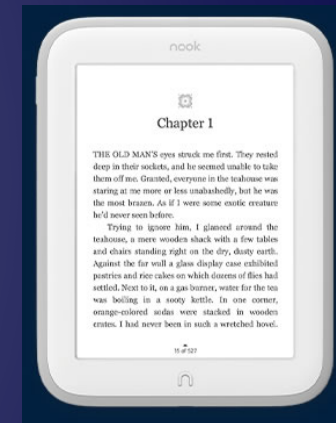 nook
Chapter 1
THE OLD MAN'S eyes struck me first. They rested
deep in their sockets, and he seemed unable to take
them off me. Granted, everyone in the teahouse was
staring at me more or less unabashedly, but he was
the most brazen. As if I were some exotic creature
he'd never seen before.
Trying to ignore him, I glanced around the
teahouse, a mere wooden shack with a few tables
and chairs standing right on the dry, dusty earth.
Against the far wall a glass display case exhibited
pastries and rice cakes on which dozens of flies had
settled. Next to it, on a gas burner, water for the tea
was boiling in a sooty kettle. In one corner,
orange-colored sodas were stacked in wooden
crates. I had never been in such a wretched hovel.
15 of 527